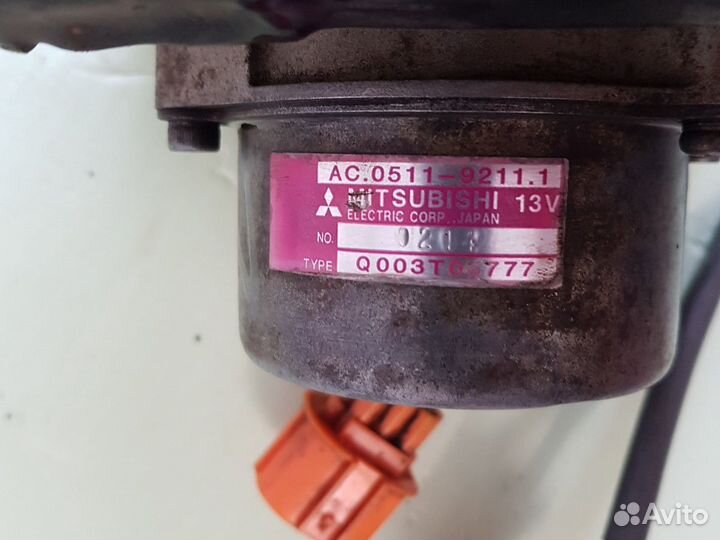 AC.0511-9211.1
MITSUBISHI 13V
ELECTRIC CORP., JAPAN
NO.
TYPE
Avito